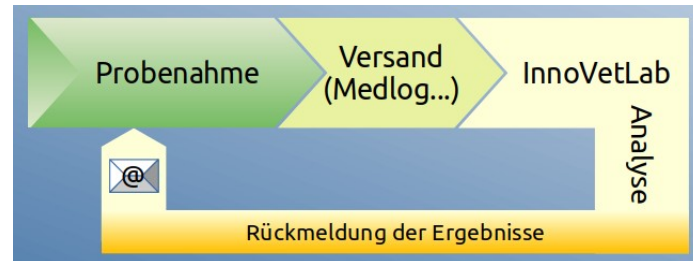 Probenahme
Versand
(Medlog...)
InnoVetLab
Analyse
@
Rückmeldung der Ergebnisse